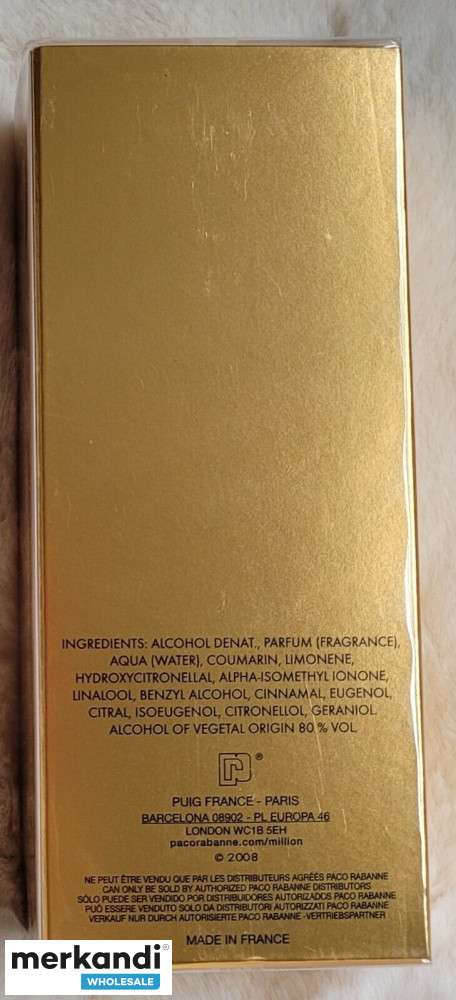 INGREDIENTS: ALCOHOL DENAT., PARFUM (FRAGRANCE),
AQUA (WATER), COUMARIN, LIMONENE,
HYDROXYCITRONELLAL, ALPHA-ISOMETHYL IONONE,
LINALOOL, BENZYL ALCOHOL, CINNAMAL, EUGENOL,
CITRAL, ISOEUGENOL, CITRONELLOL, GERANIOL.
ALCOHOL OF VEGETAL ORIGIN 80 % VOL.
®
PUIG FRANCE - PARIS
BARCELONA 08902 - PL EUROPA 46
LONDON WC1B 5EH
pacorabanne.com/million
© 2008
NE PEUT ÊTRE VENDU QUE PAR LES DISTRIBUTEURS AGRÉÉS PACO RABANNE
CAN ONLY BE SOLD BY AUTHORIZED PACO RABANNE DISTRIBUTORS
SÓLO PUEDE SER VENDIDO POR DISTRIBUIDORES AUTORIZADOS PACO RABANNE
PUÒ ESSERE VENDUTO SOLO DA DISTRIBUTORI AUTORIZZATI PACO RABANNE
VERKAUF NUR DURCH AUTORISIERTE PACO RABANNE -VERTRIEBSPARTNER
MADE IN FRANCE
merkandi
WHOLESALE